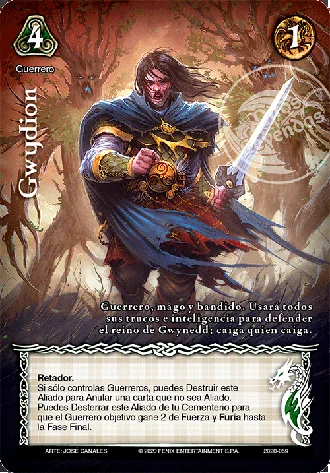 4
1
Guerrero
Gwydion
Guerrero, mago y bandido. Usará todos
sus trucos e inteligencia para defender
el reino de Gwynedd; caiga quien caiga.
Retador.
Si sólo controlas Guerreros, puedes Destruir este
Aliado para Anular una carta que no sea Aliado.
Puedes Desterrar este Aliado de tu Cementerio para
que el Guerrero objetivo gane 2 de Fuerza y Furia hasta
la Fase Final.
ARTE: JOSE CANALES
© 2020 FENIX ENTERTAINMENT S.P.A.